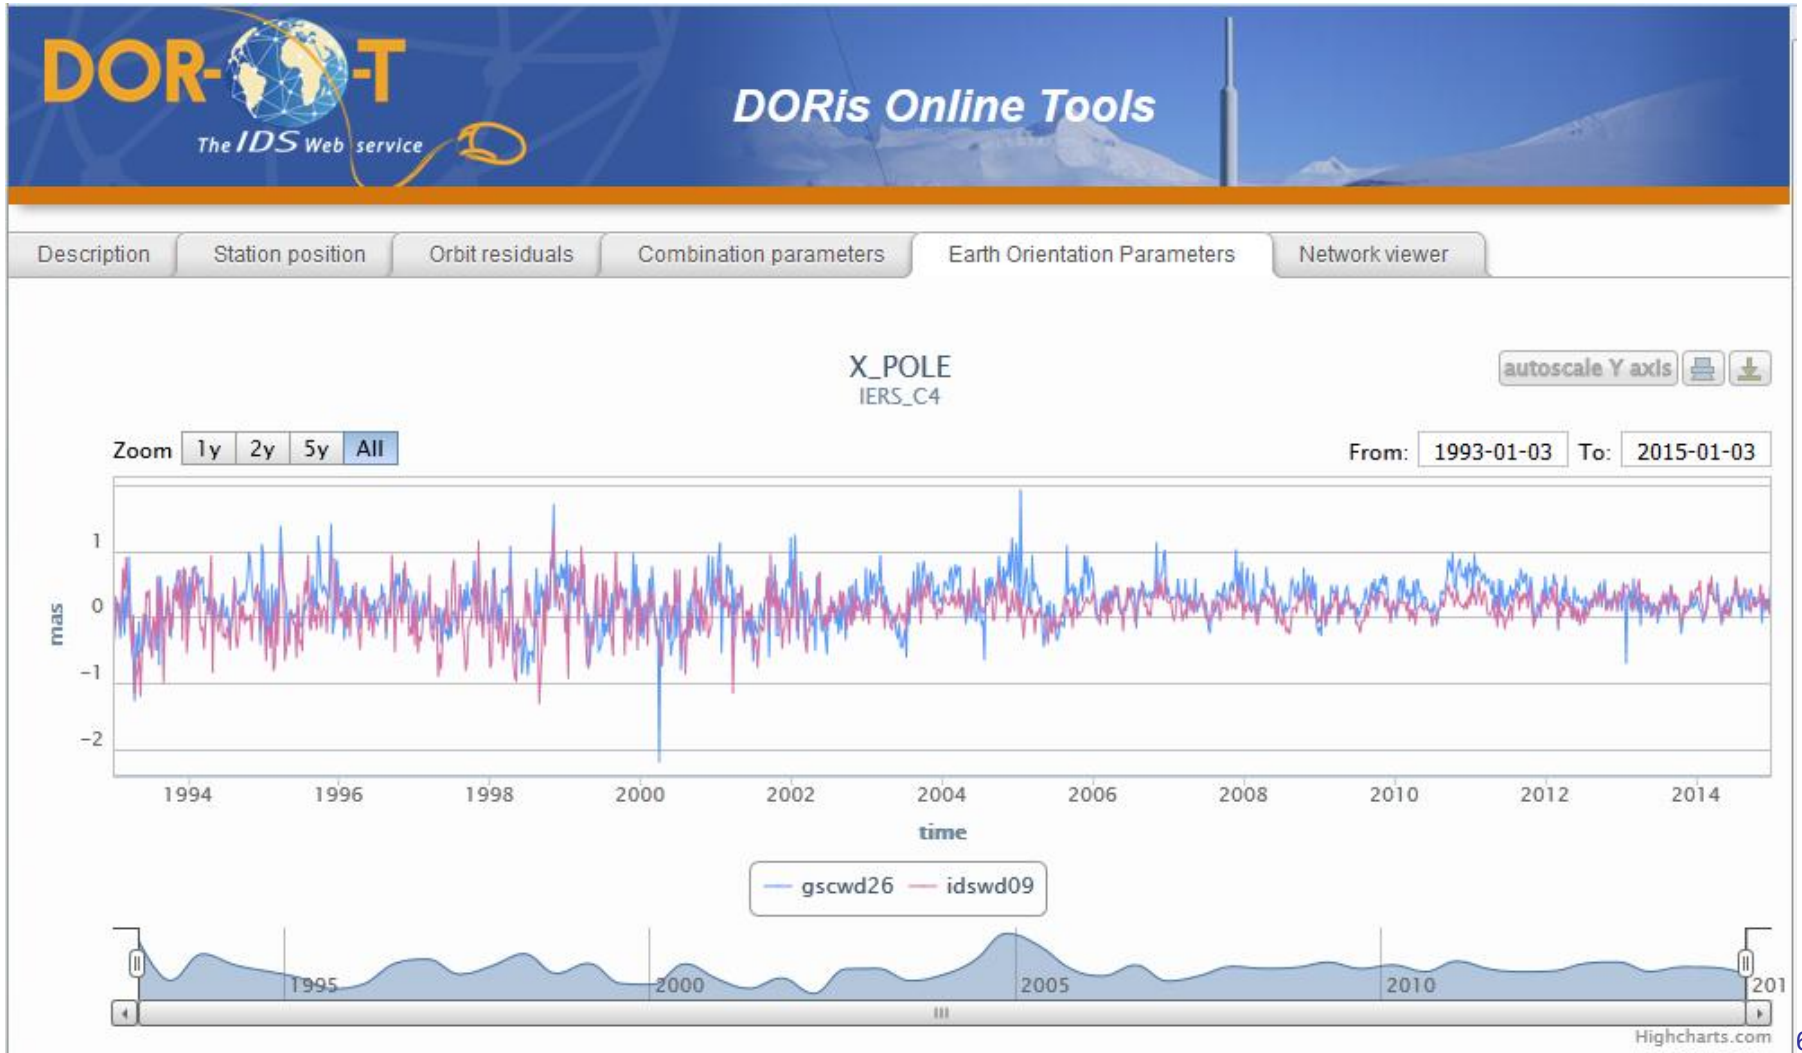 DOR-O-T
The IDS Web service
DORis Online Tools
Description Station position Orbit residuals Combination parameters Earth Orientation Parameters Network viewer
X_POLE
IERS_C4
autoscale Y axis
Zoom 1y 2y 5y All
From: 1993-01-03 To: 2015-01-03
1
0
-1
-2
mas
1994 1996 1998 2000 2002 2004 2006 2008 2010 2012 2014
time
gscwd26 idswd09
1995 2000 2005 2010 201
Highcharts.com